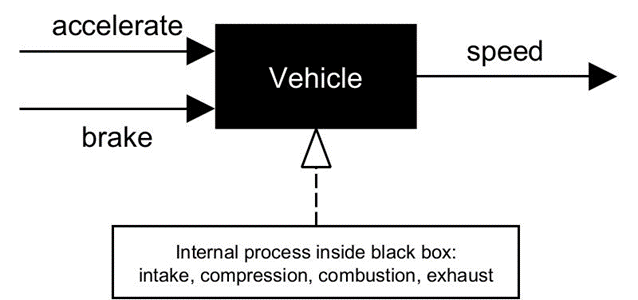 accelerate
speed
Vehicle
brake
Internal process inside black box:
intake, compression, combustion, exhaust